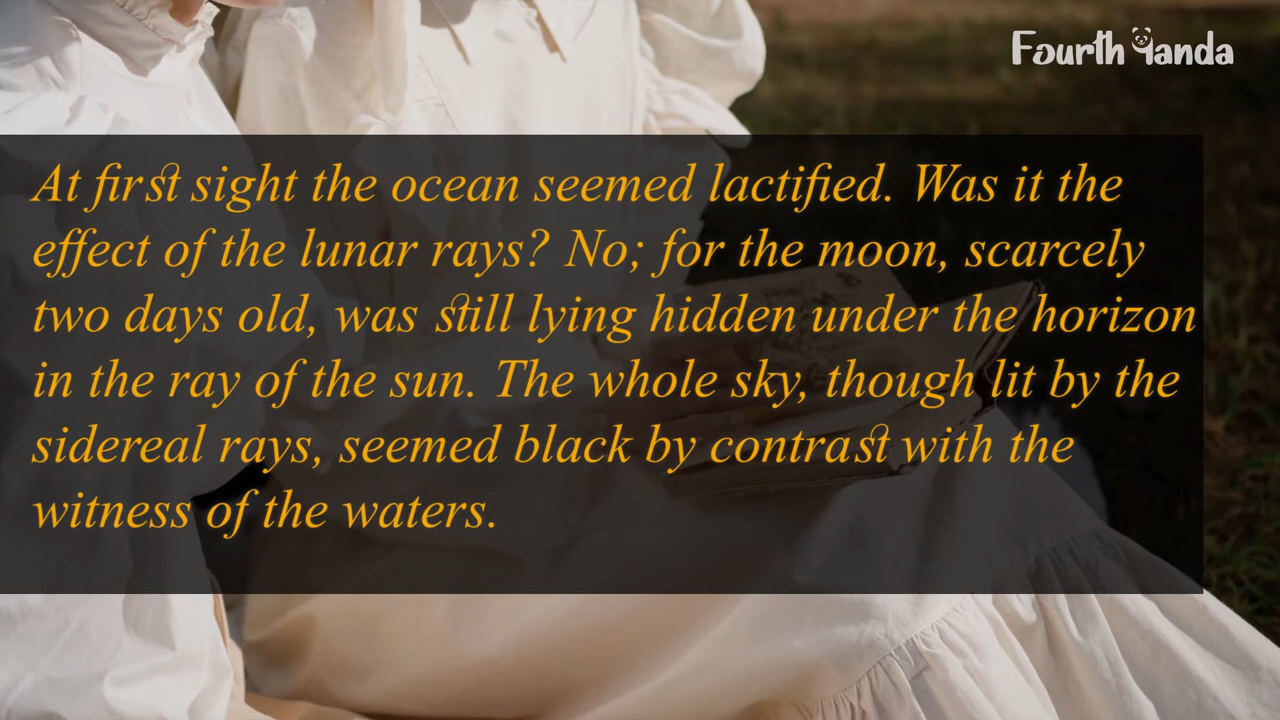 Fourth Panda
At first sight the ocean seemed lactified. Was it the
effect of the lunar rays? No; for the moon, scarcely
two days old, was still lying hidden under the horizon
in the ray of the sun. The whole sky, though lit by the
sidereal rays, seemed black by contrast with the
witness of the waters.